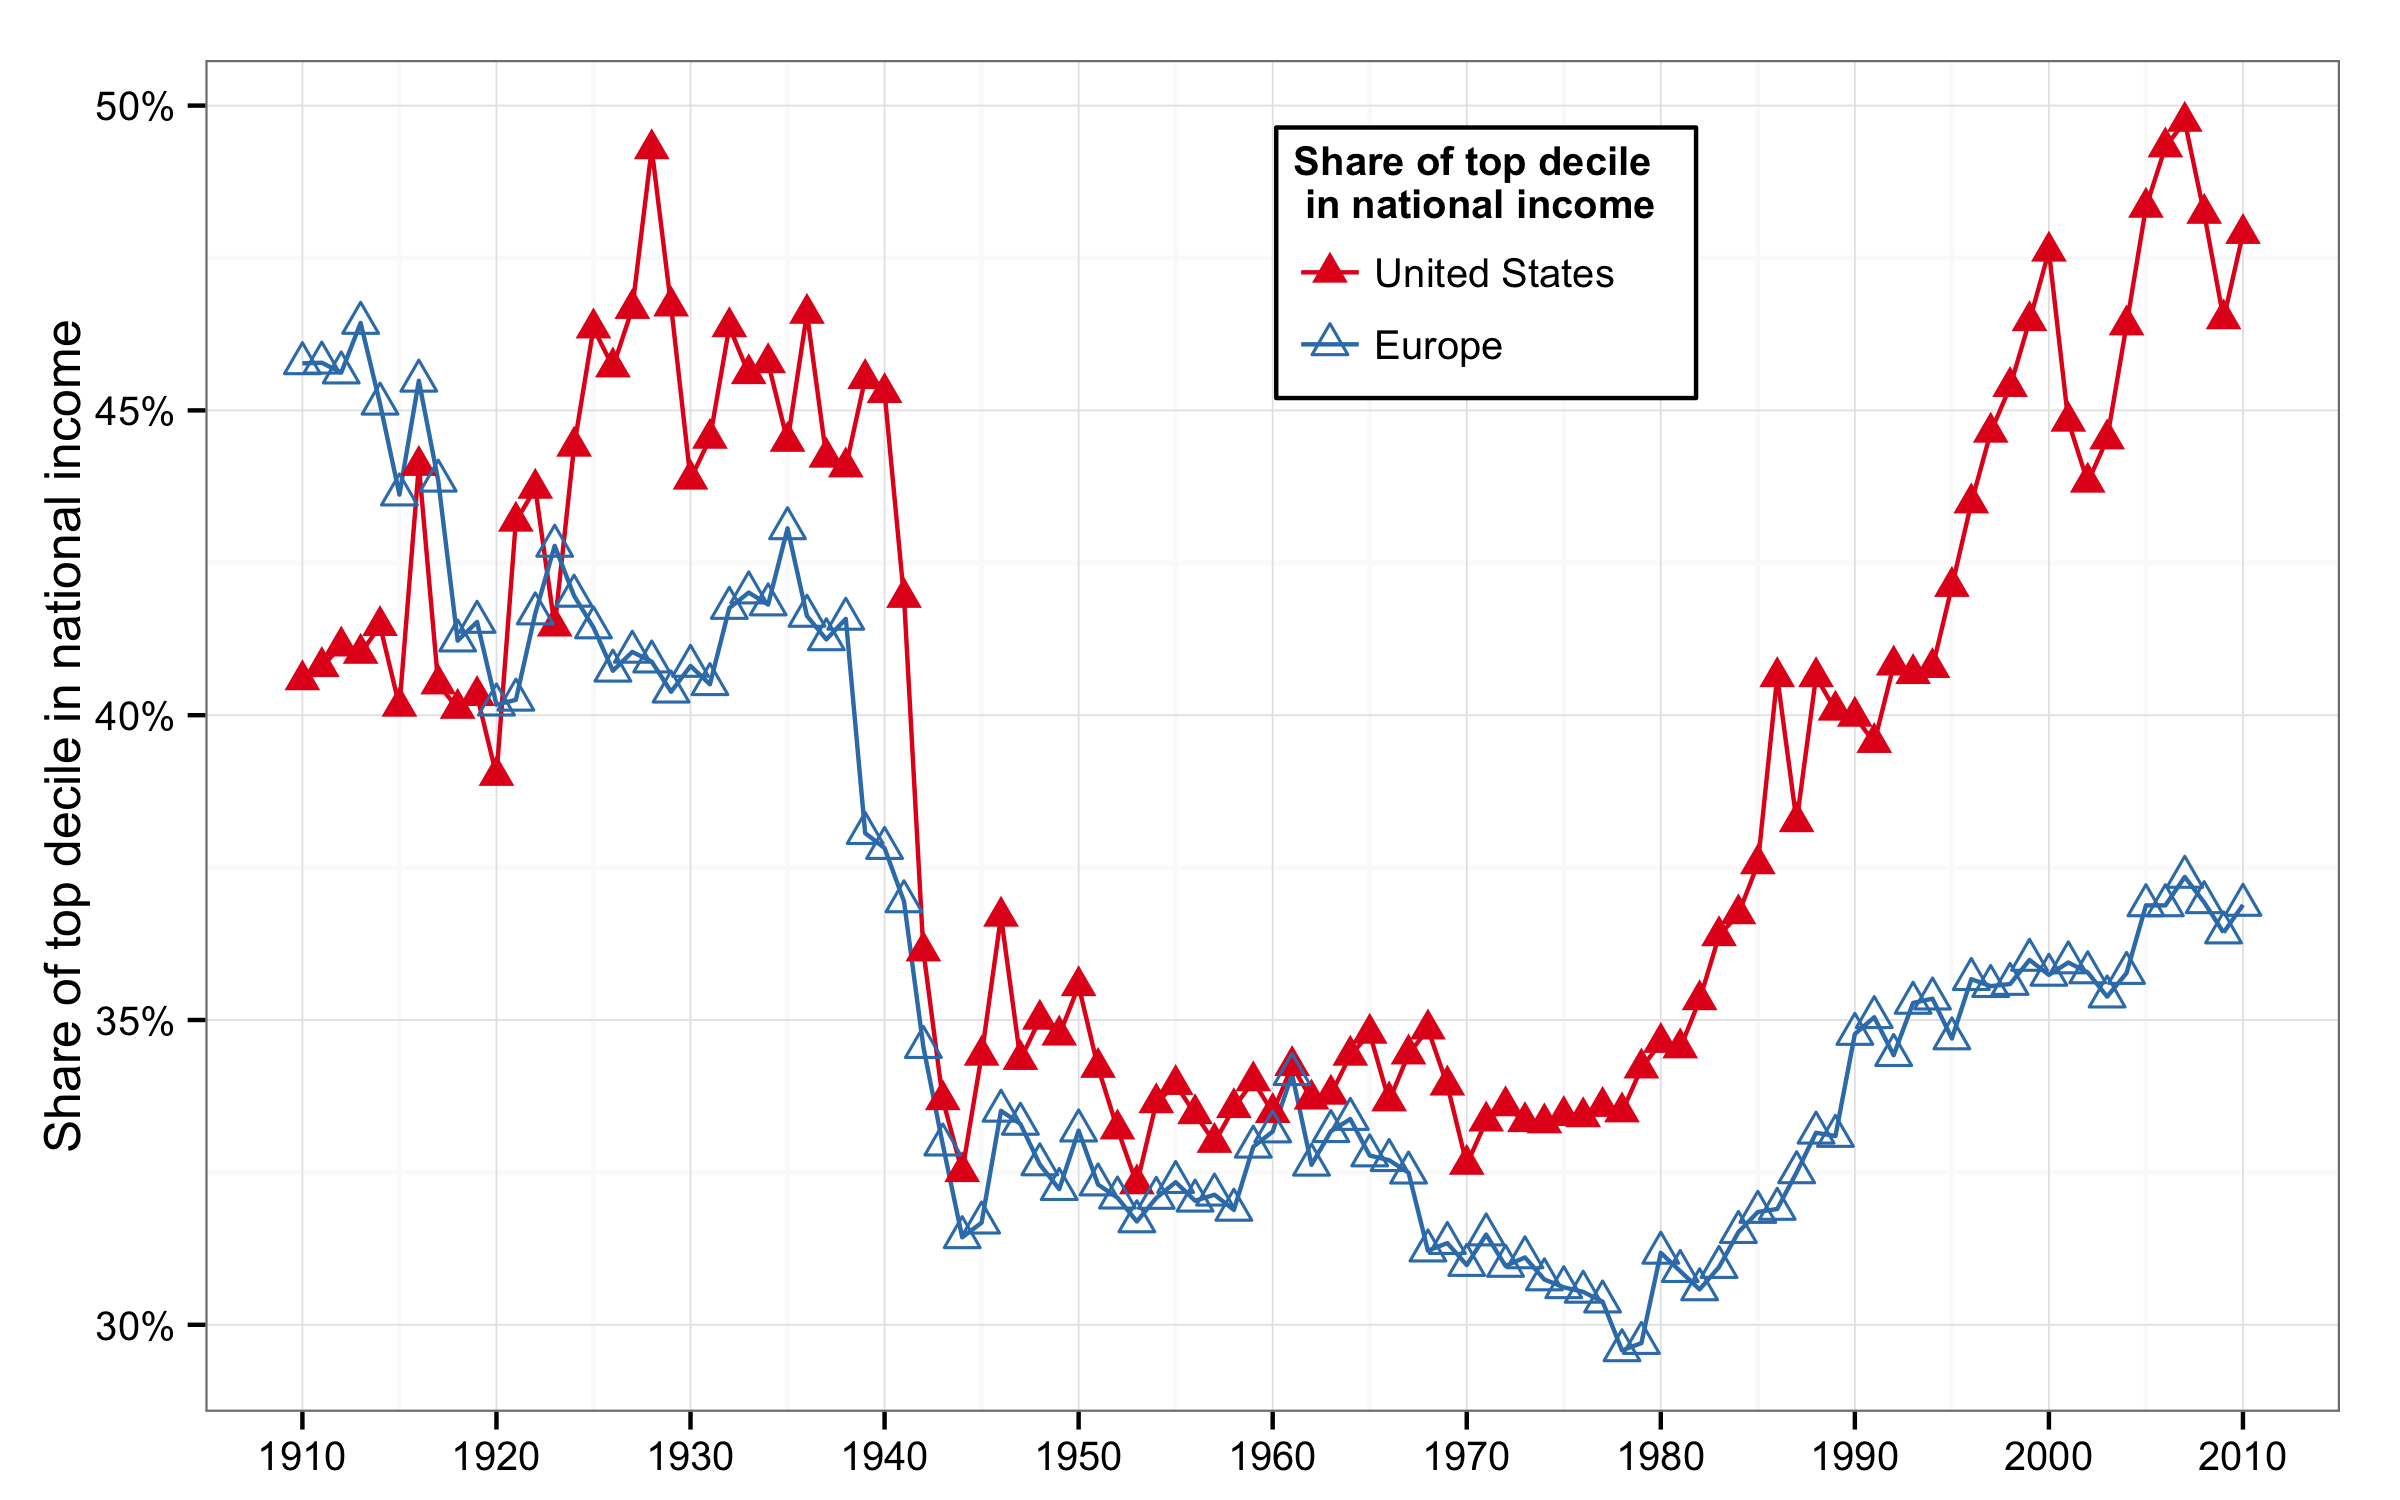 Share of top decile in national income
50%
45%
40%
35%
30%
Share of top decile
in national income
United States
Europe
1910 1920 1930 1940 1950 1960 1970 1980 1990 2000 2010